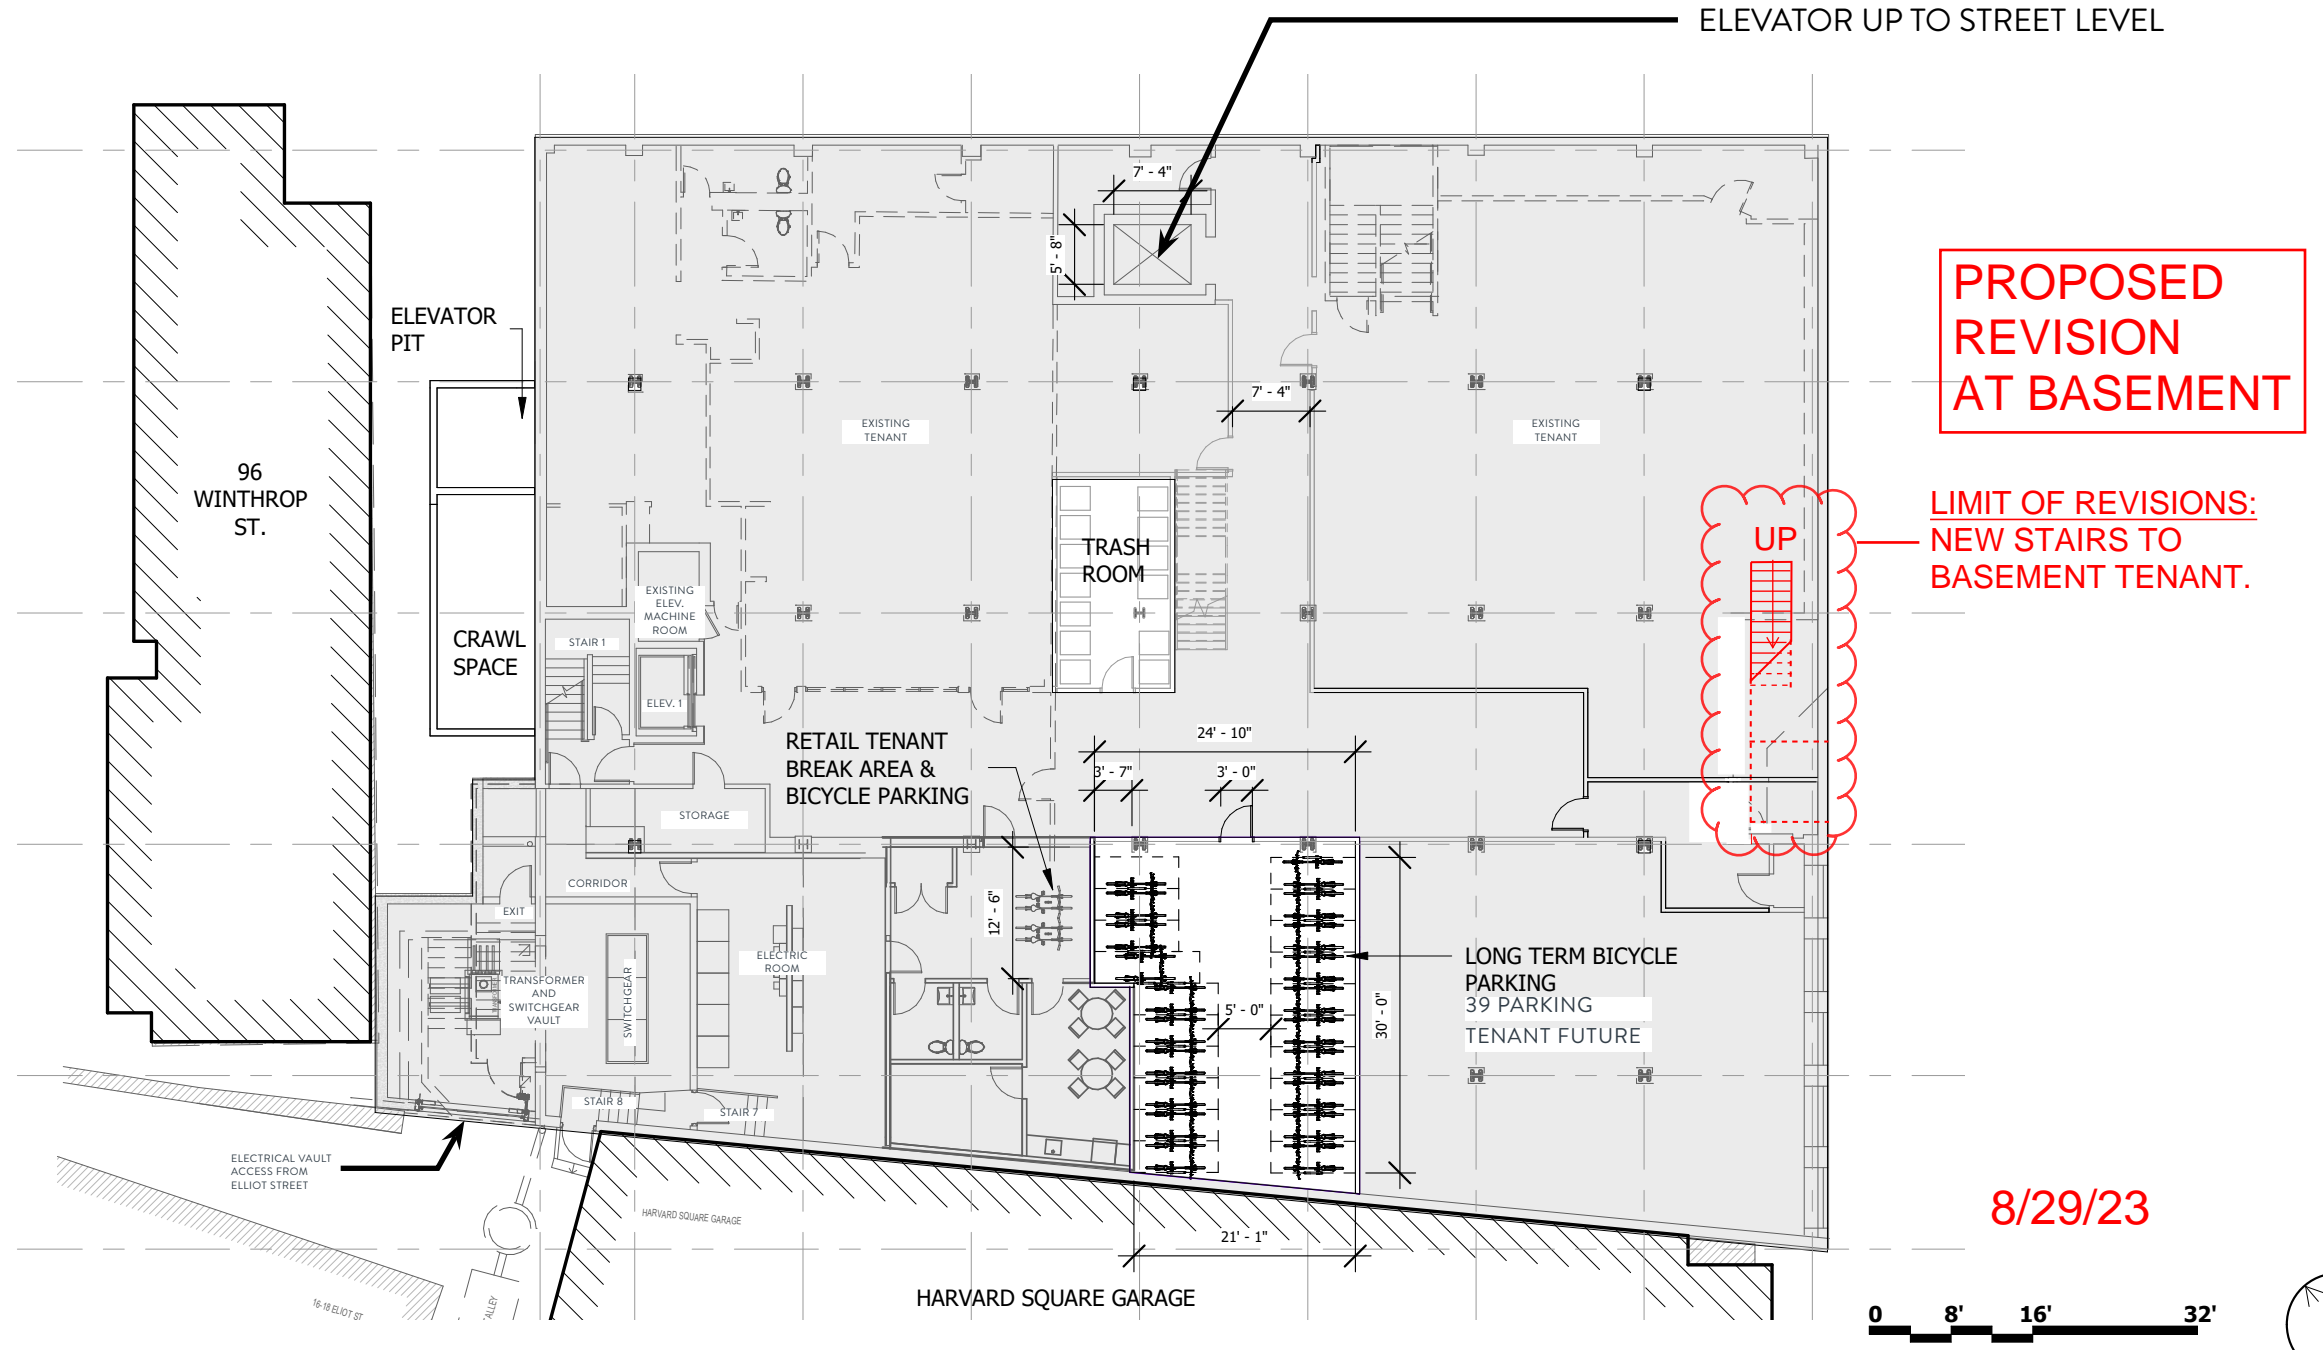 ELEVATOR UP TO STREET LEVEL
7' - 4"
5' - 8"
PROPOSED
REVISION
AT BASEMENT
ELEVATOR
PIT
7' - 4"
EXISTING
TENANT
EXISTING
TENANT
96
WINTHROP
ST.
LIMIT OF REVISIONS:
NEW STAIRS TO
BASEMENT TENANT.
UP
TRASH
ROOM
EXISTING
ELEV.
MACHINE
ROOM
CRAWL
SPACE
STAIR 1
ELEV. 1
RETAIL TENANT
BREAK AREA &
BICYCLE PARKING
24' - 10"
3' - 7"
3' - 0"
STORAGE
CORRIDOR
EXIT
12' - 6"
ELECTRIC
ROOM
LONG TERM BICYCLE
PARKING
39 PARKING
TENANT FUTURE
TRANSFORMER
AND
SWITCHGEAR
VAULT
SWITCHGEAR
5' - 0"
30' - 0"
STAIR 8
STAIR 7
ELECTRICAL VAULT
ACCESS FROM
ELLIOT STREET
HARVARD SQUARE GARAGE
8/29/23
21' - 1"
HARVARD SQUARE GARAGE
16-18 ELIOT ST
ALLEY
0 8' 16' 32'